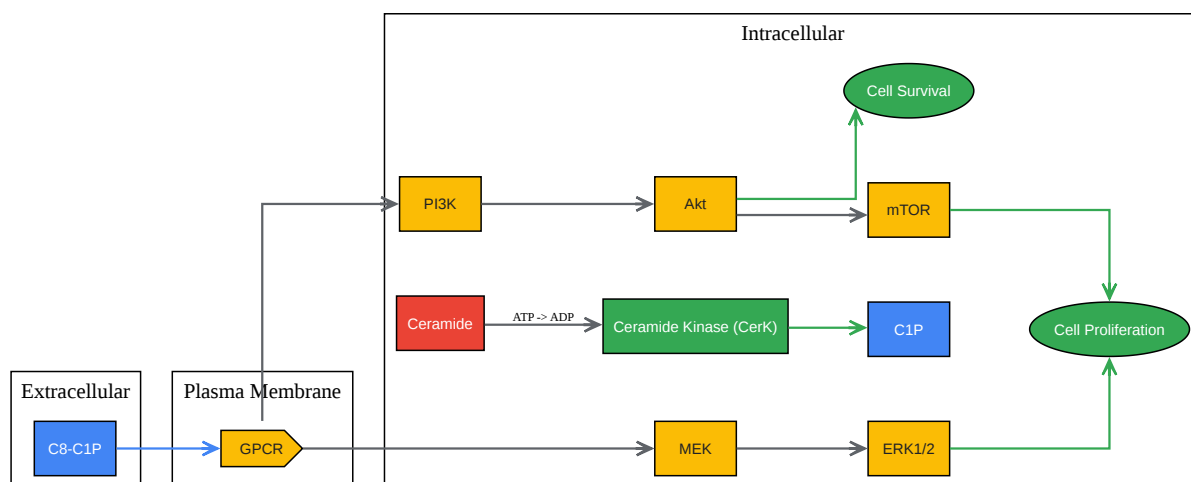 Intracellular
Cell Survival
PI3K
Akt
mTOR
Ceramide
ATP -> ADP
Ceramide Kinase (CerK)
C1P
Cell Proliferation
Extracellular
Plasma Membrane
C8-C1P
GPCR
MEK
ERK1/2